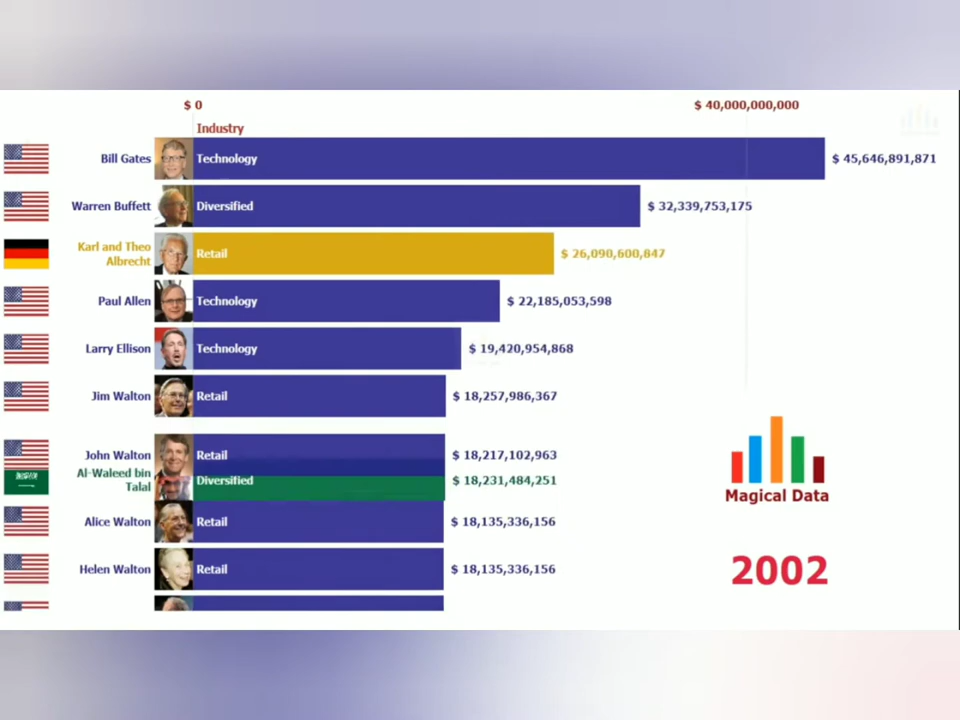 $ 0
$ 40,000,000,000
Industry
Bill Gates Technology $ 45,646,891,871
Warren Buffett Diversified $ 32,339,753,175
Karl and Theo
Albrecht
Retail $ 26,090,600,847
Paul Allen Technology $ 22,185,053,598
Larry Ellison Technology $ 19,420,954,868
Jim Walton Retail $ 18,257,986,367
John Walton Retail $ 18,217,102,963
Al-Waleed bin
Talal
Diversified $ 18,231,484,251
Alice Walton Retail $ 18,135,336,156
Helen Walton Retail $ 18,135,336,156
Magical Data
2002